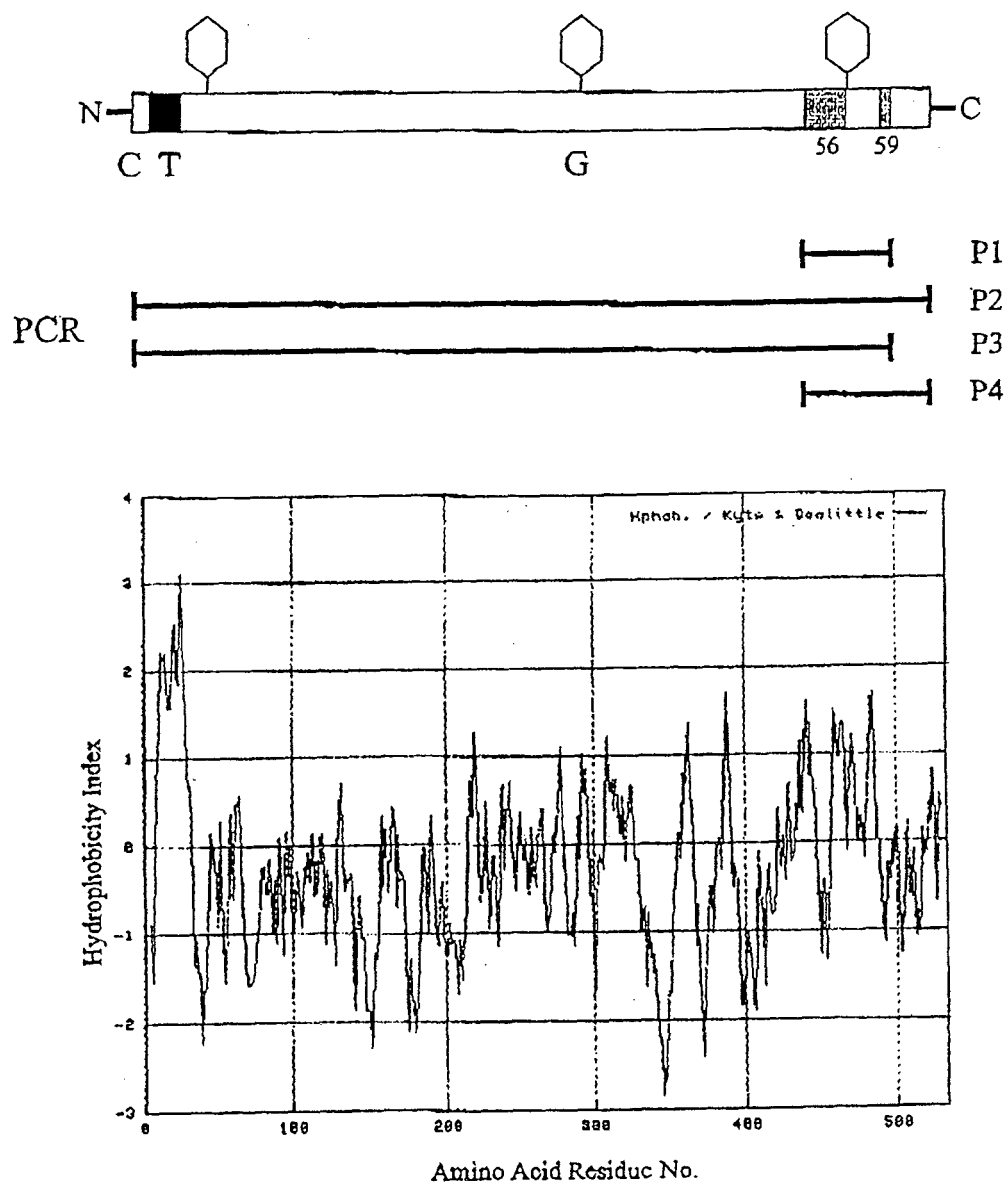 N
C
C T G
56 59
P1
P2
PCR
P3
P4
4
Hphob. / Kyte & Doolittle
3
2
1
0
-1
-2
-3
Hydrophobicity Index
0 100 200 300 400 500
Amino Acid Residue No.